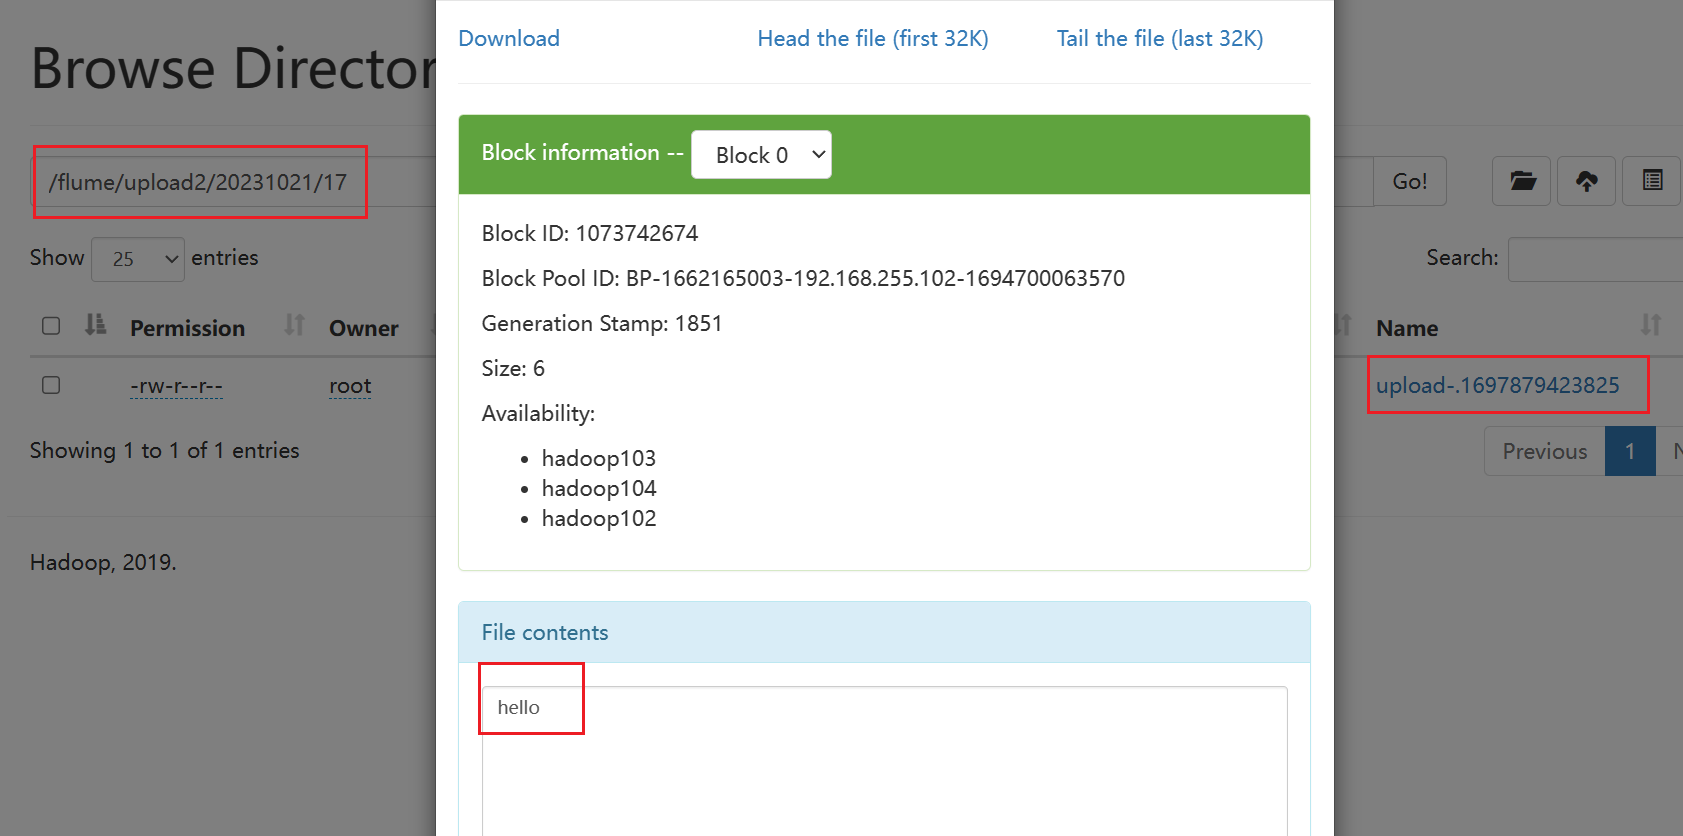 Download
Head the file (first 32K)
Tail the file (last 32K)
Browse Director
Block information --
Block 0
/flume/upload2/20231021/17
Go!
Block ID: 1073742674
Show 25 entries
Search:
Block Pool ID: BP-1662165003-192.168.255.102-1694700063570
Permission
Owner
Generation Stamp: 1851
Name
-rw-r--r--
root
Size: 6
upload-.1697879423825
Availability:
Showing 1 to 1 of 1 entries
hadoop103
hadoop104
hadoop102
Previous
1
Hadoop, 2019.
File contents
hello